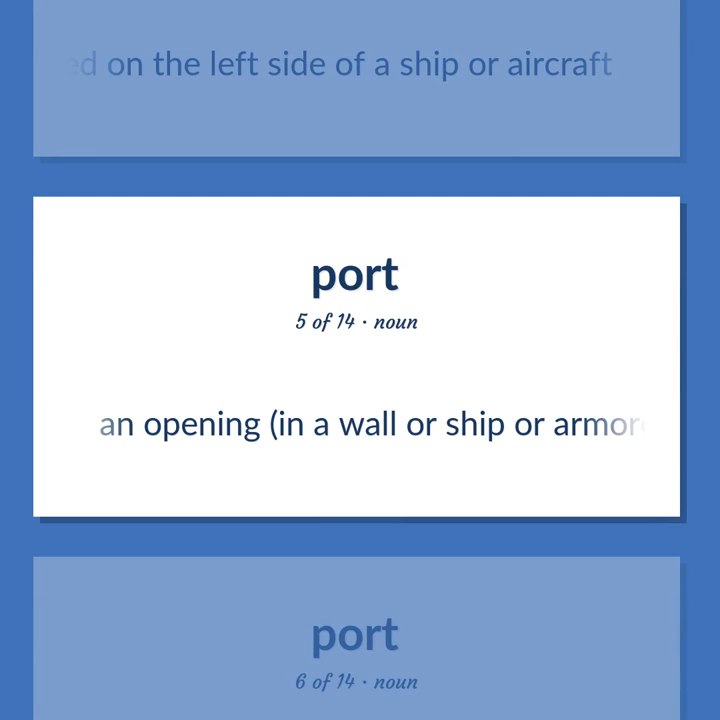 on the left side of a ship or aircraft
port
5 of 14 · noun
an opening (in a wall or ship or
port
6 of 14 · noun